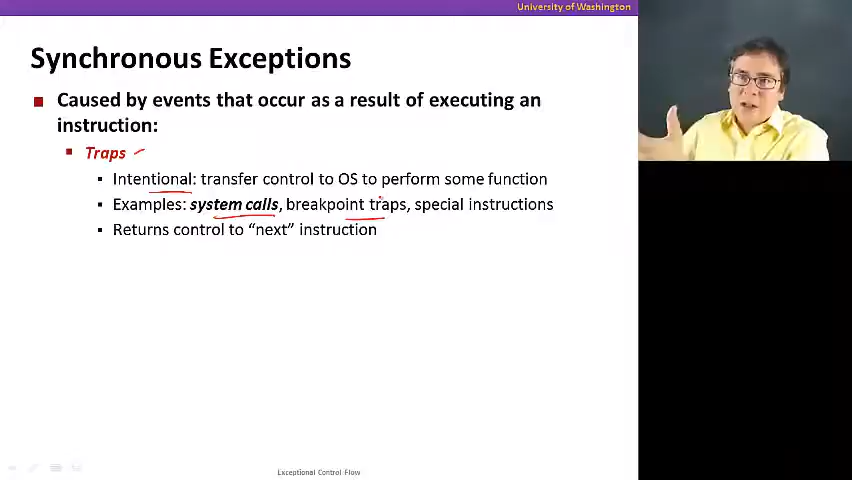 University of Washington
Synchronous Exceptions
Caused by events that occur as a result of executing an
instruction:
Traps
Intentional: transfer control to OS to perform some function
Examples: system calls, breakpoint traps, special instructions
Returns control to “next” instruction
Exceptional Control Flow